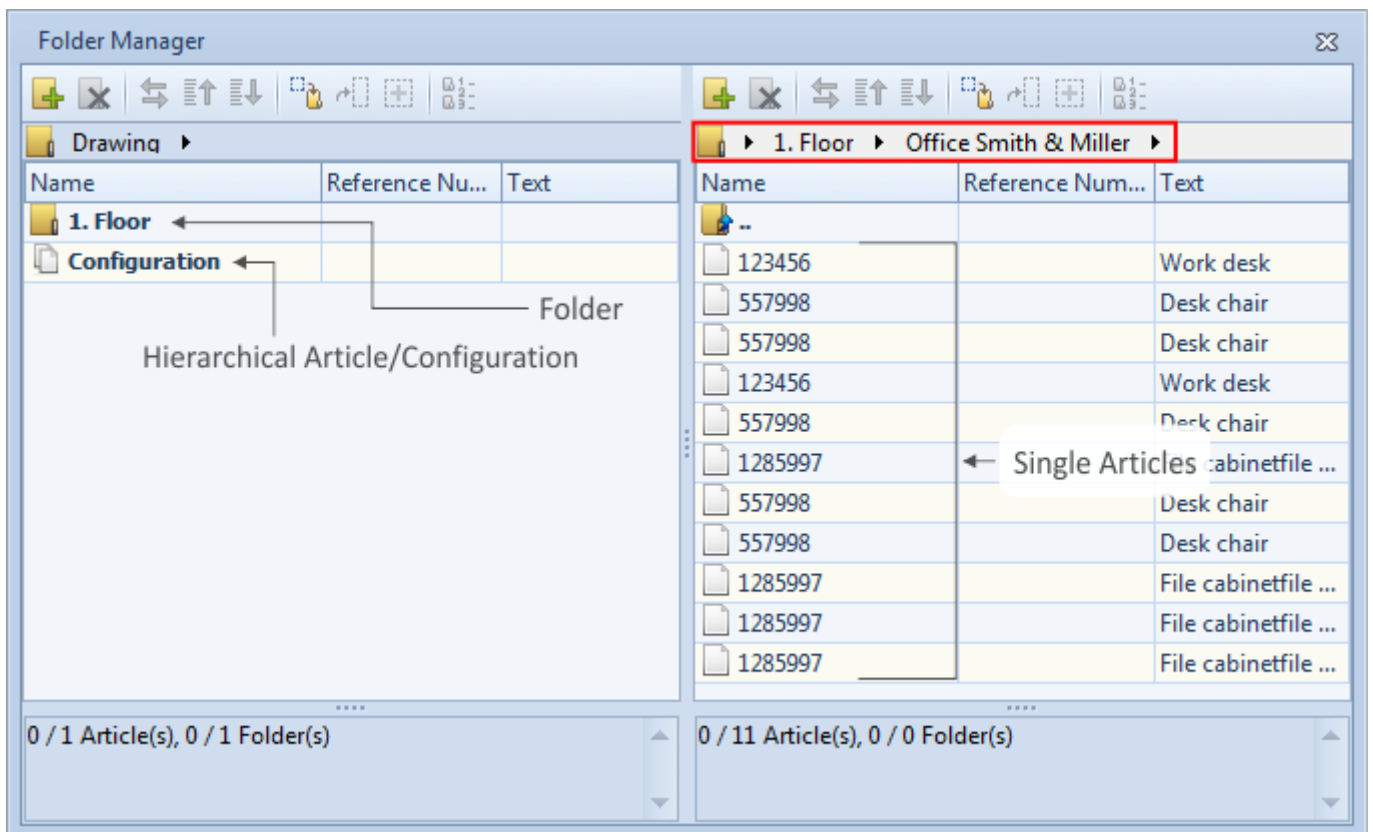 Folder Manager
Drawing
Name Reference Nu... Text
1. Floor
Configuration
Folder
Hierarchical Article/Configuration
0 / 1 Article(s), 0 / 1 Folder(s)
1. Floor Office Smith & Miller
Name Reference Num... Text
..
123456 Work desk
557998 Desk chair
557998 Desk chair
123456 Work desk
557998 Desk chair
1285997 cabinetfile ...
Single Articles
557998 Desk chair
557998 Desk chair
1285997 File cabinetfile ...
1285997 File cabinetfile ...
1285997 File cabinetfile ...
0 / 11 Article(s), 0 / 0 Folder(s)